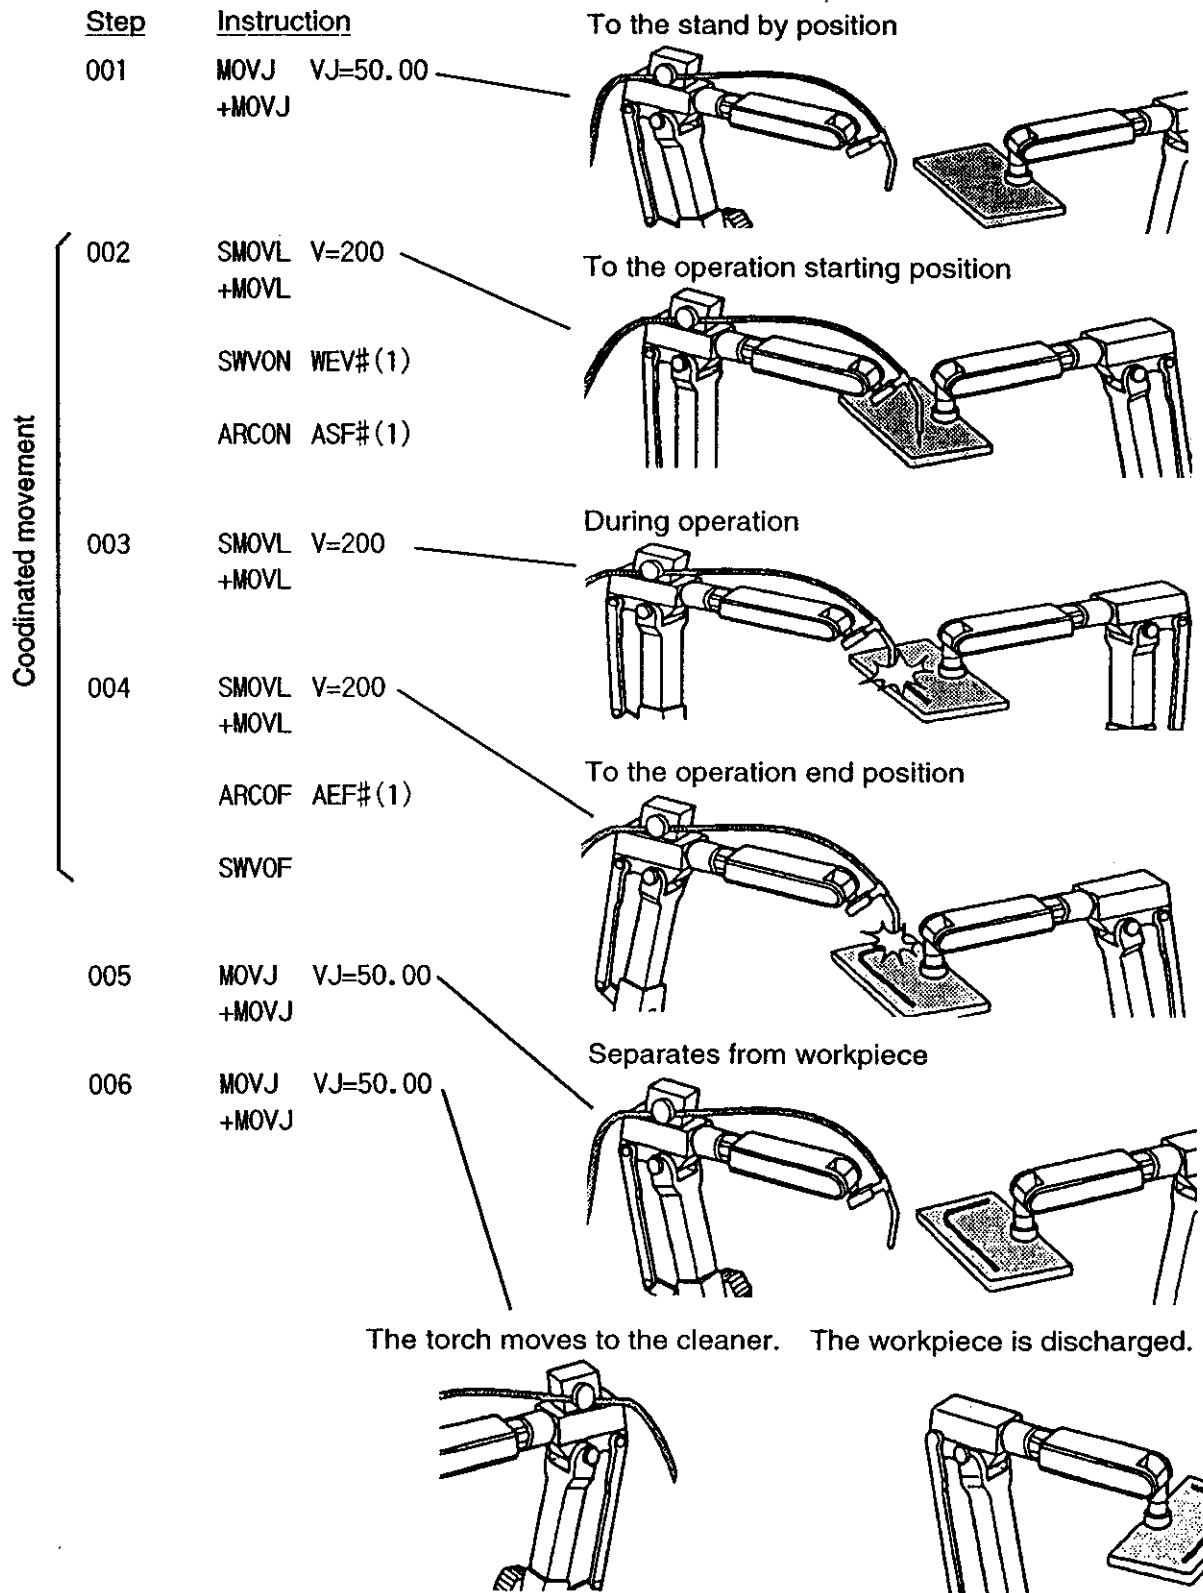 Step Instruction
To the stand by position
001 MOVJ VJ=50.00
+MOVJ
002 SMOVL V=200
+MOVL
To the operation starting position
SWVON WEV#(1)
ARCON ASF#(1)
Coodinated movement
During operation
003 SMOVL V=200
+MOVL
004 SMOVL V=200
+MOVL
To the operation end position
ARCOF AEF#(1)
SWVOF
005 MOVJ VJ=50.00
+MOVJ
Separates from workpiece
006 MOVJ VJ=50.00
+MOVJ
The torch moves to the cleaner. The workpiece is discharged.